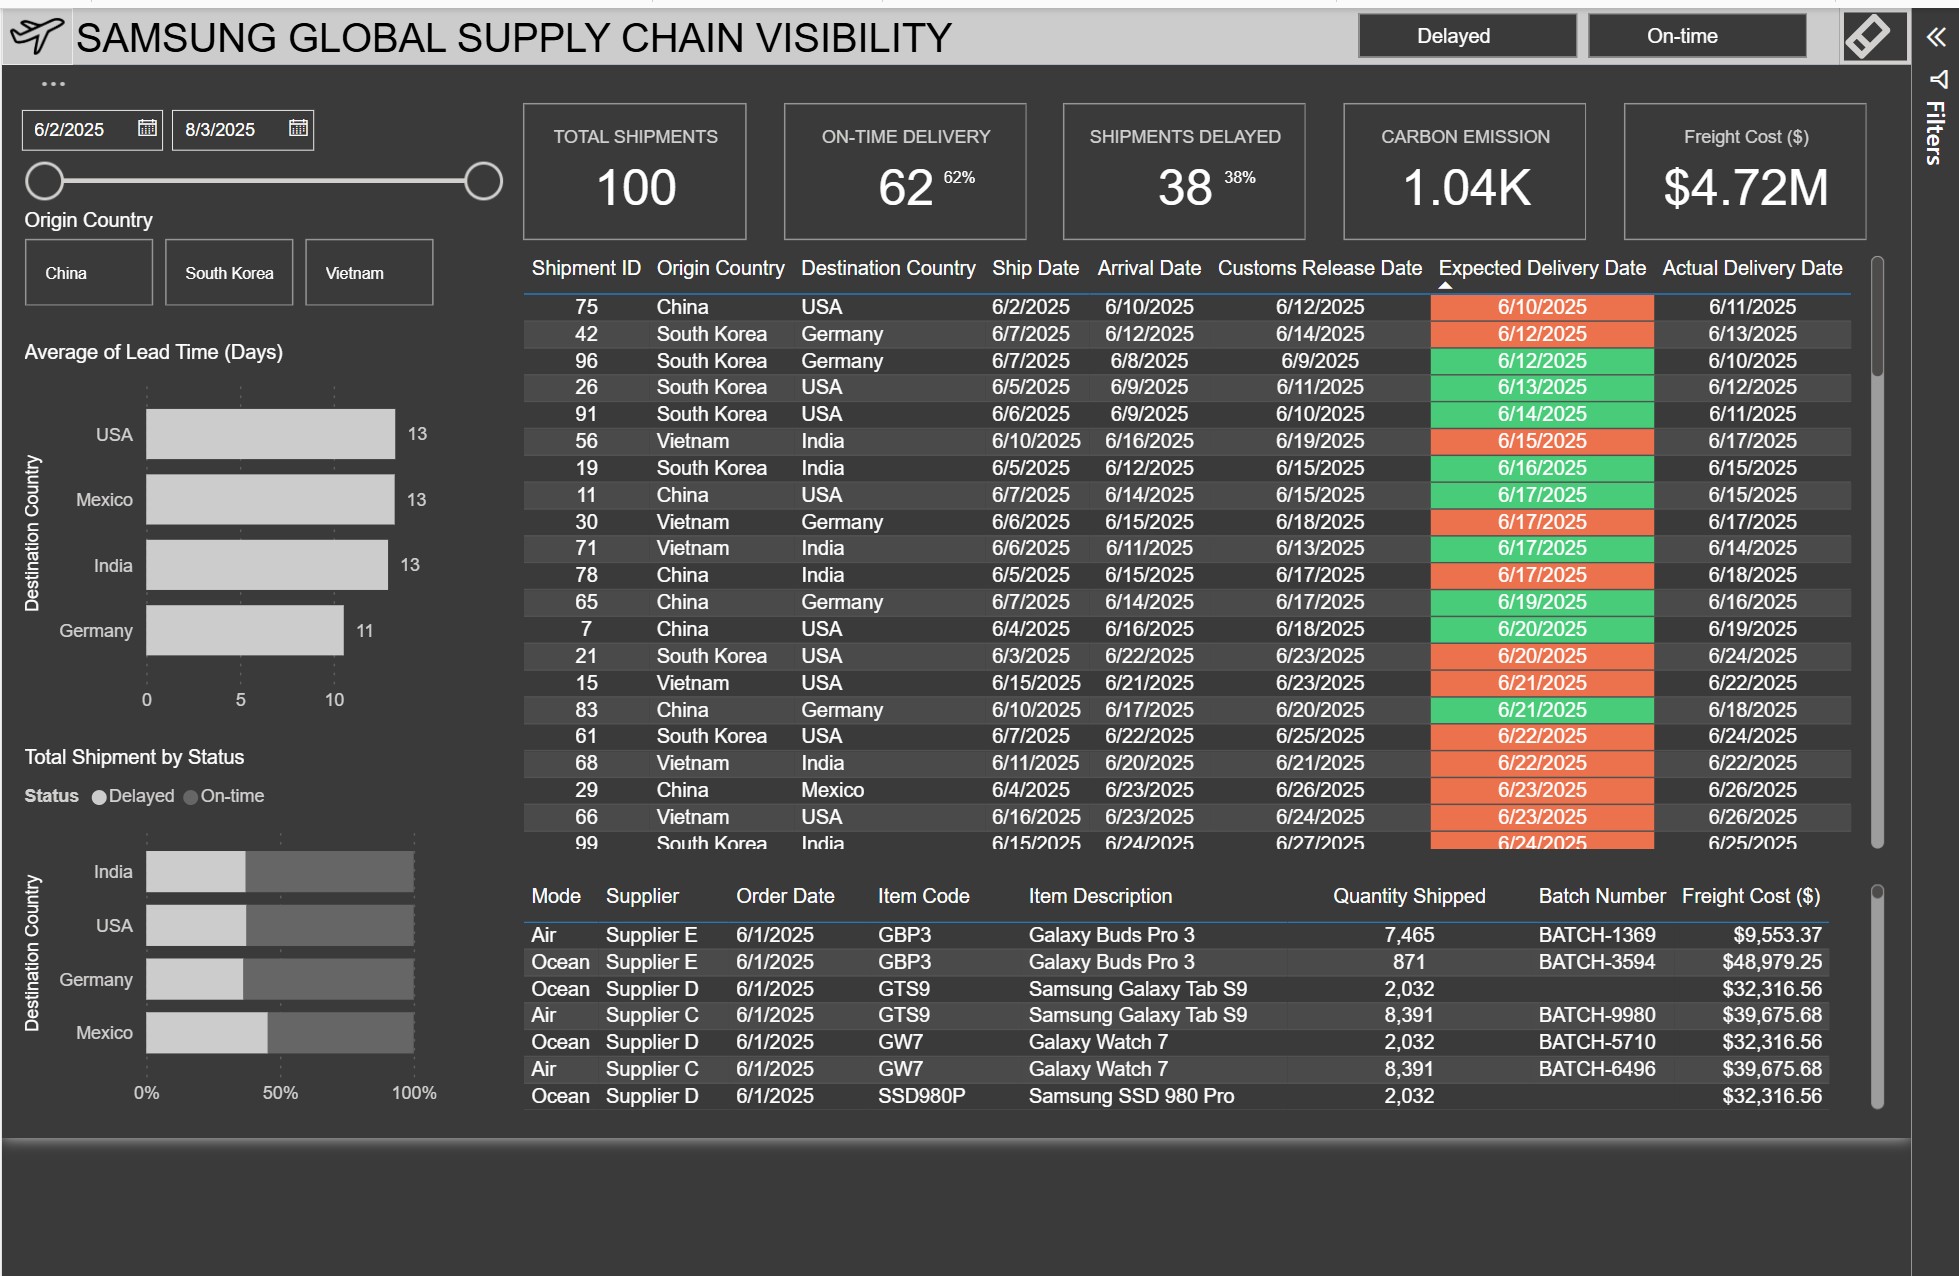 SAMSUNG GLOBAL SUPPLY CHAIN VISIBILITY
Delayed
On-time
Filters
6/2/2025
8/3/2025
Origin Country
China
South Korea
Vietnam
TOTAL SHIPMENTS
100
ON-TIME DELIVERY
62 62%
SHIPMENTS DELAYED
38 38%
CARBON EMISSION
1.04K
Freight Cost ($)
$4.72M
Average of Lead Time (Days)
Destination Country
USA 13
Mexico 13
India 13
Germany 11
0 5 10
Total Shipment by Status
Status Delayed On-time
Destination Country
India
USA
Germany
Mexico
0% 50% 100%
Shipment ID Origin Country Destination Country Ship Date Arrival Date Customs Release Date Expected Delivery Date Actual Delivery Date
75 China USA 6/2/2025 6/10/2025 6/12/2025 6/10/2025 6/11/2025
42 South Korea Germany 6/7/2025 6/12/2025 6/14/2025 6/12/2025 6/13/2025
96 South Korea Germany 6/7/2025 6/8/2025 6/9/2025 6/12/2025 6/10/2025
26 South Korea USA 6/5/2025 6/9/2025 6/11/2025 6/13/2025 6/12/2025
91 South Korea USA 6/6/2025 6/9/2025 6/10/2025 6/14/2025 6/11/2025
56 Vietnam India 6/10/2025 6/16/2025 6/19/2025 6/15/2025 6/17/2025
19 South Korea India 6/5/2025 6/12/2025 6/15/2025 6/16/2025 6/15/2025
11 China USA 6/7/2025 6/14/2025 6/15/2025 6/17/2025 6/15/2025
30 Vietnam Germany 6/6/2025 6/15/2025 6/18/2025 6/17/2025 6/17/2025
71 Vietnam India 6/6/2025 6/11/2025 6/13/2025 6/17/2025 6/14/2025
78 China India 6/5/2025 6/15/2025 6/17/2025 6/17/2025 6/18/2025
65 China Germany 6/7/2025 6/14/2025 6/17/2025 6/19/2025 6/16/2025
7 China USA 6/4/2025 6/16/2025 6/18/2025 6/20/2025 6/19/2025
21 South Korea USA 6/3/2025 6/22/2025 6/23/2025 6/20/2025 6/24/2025
15 Vietnam USA 6/15/2025 6/21/2025 6/23/2025 6/21/2025 6/22/2025
83 China Germany 6/10/2025 6/17/2025 6/20/2025 6/21/2025 6/18/2025
61 South Korea USA 6/7/2025 6/22/2025 6/25/2025 6/22/2025 6/24/2025
68 Vietnam India 6/11/2025 6/20/2025 6/21/2025 6/22/2025 6/22/2025
29 China Mexico 6/4/2025 6/23/2025 6/26/2025 6/23/2025 6/26/2025
66 Vietnam USA 6/16/2025 6/23/2025 6/24/2025 6/23/2025 6/26/2025
99 South Korea India 6/15/2025 6/24/2025 6/27/2025 6/24/2025 6/25/2025
Mode Supplier Order Date Item Code Item Description Quantity Shipped Batch Number Freight Cost ($)
Air Supplier E 6/1/2025 GBP3 Galaxy Buds Pro 3 7,465 BATCH-1369 $9,553.37
Ocean Supplier E 6/1/2025 GBP3 Galaxy Buds Pro 3 871 BATCH-3594 $48,979.25
Ocean Supplier D 6/1/2025 GTS9 Samsung Galaxy Tab S9 2,032 $32,316.56
Air Supplier C 6/1/2025 GTS9 Samsung Galaxy Tab S9 8,391 BATCH-9980 $39,675.68
Ocean Supplier D 6/1/2025 GW7 Galaxy Watch 7 2,032 BATCH-5710 $32,316.56
Air Supplier C 6/1/2025 GW7 Galaxy Watch 7 8,391 BATCH-6496 $39,675.68
Ocean Supplier D 6/1/2025 SSD980P Samsung SSD 980 Pro 2,032 $32,316.56